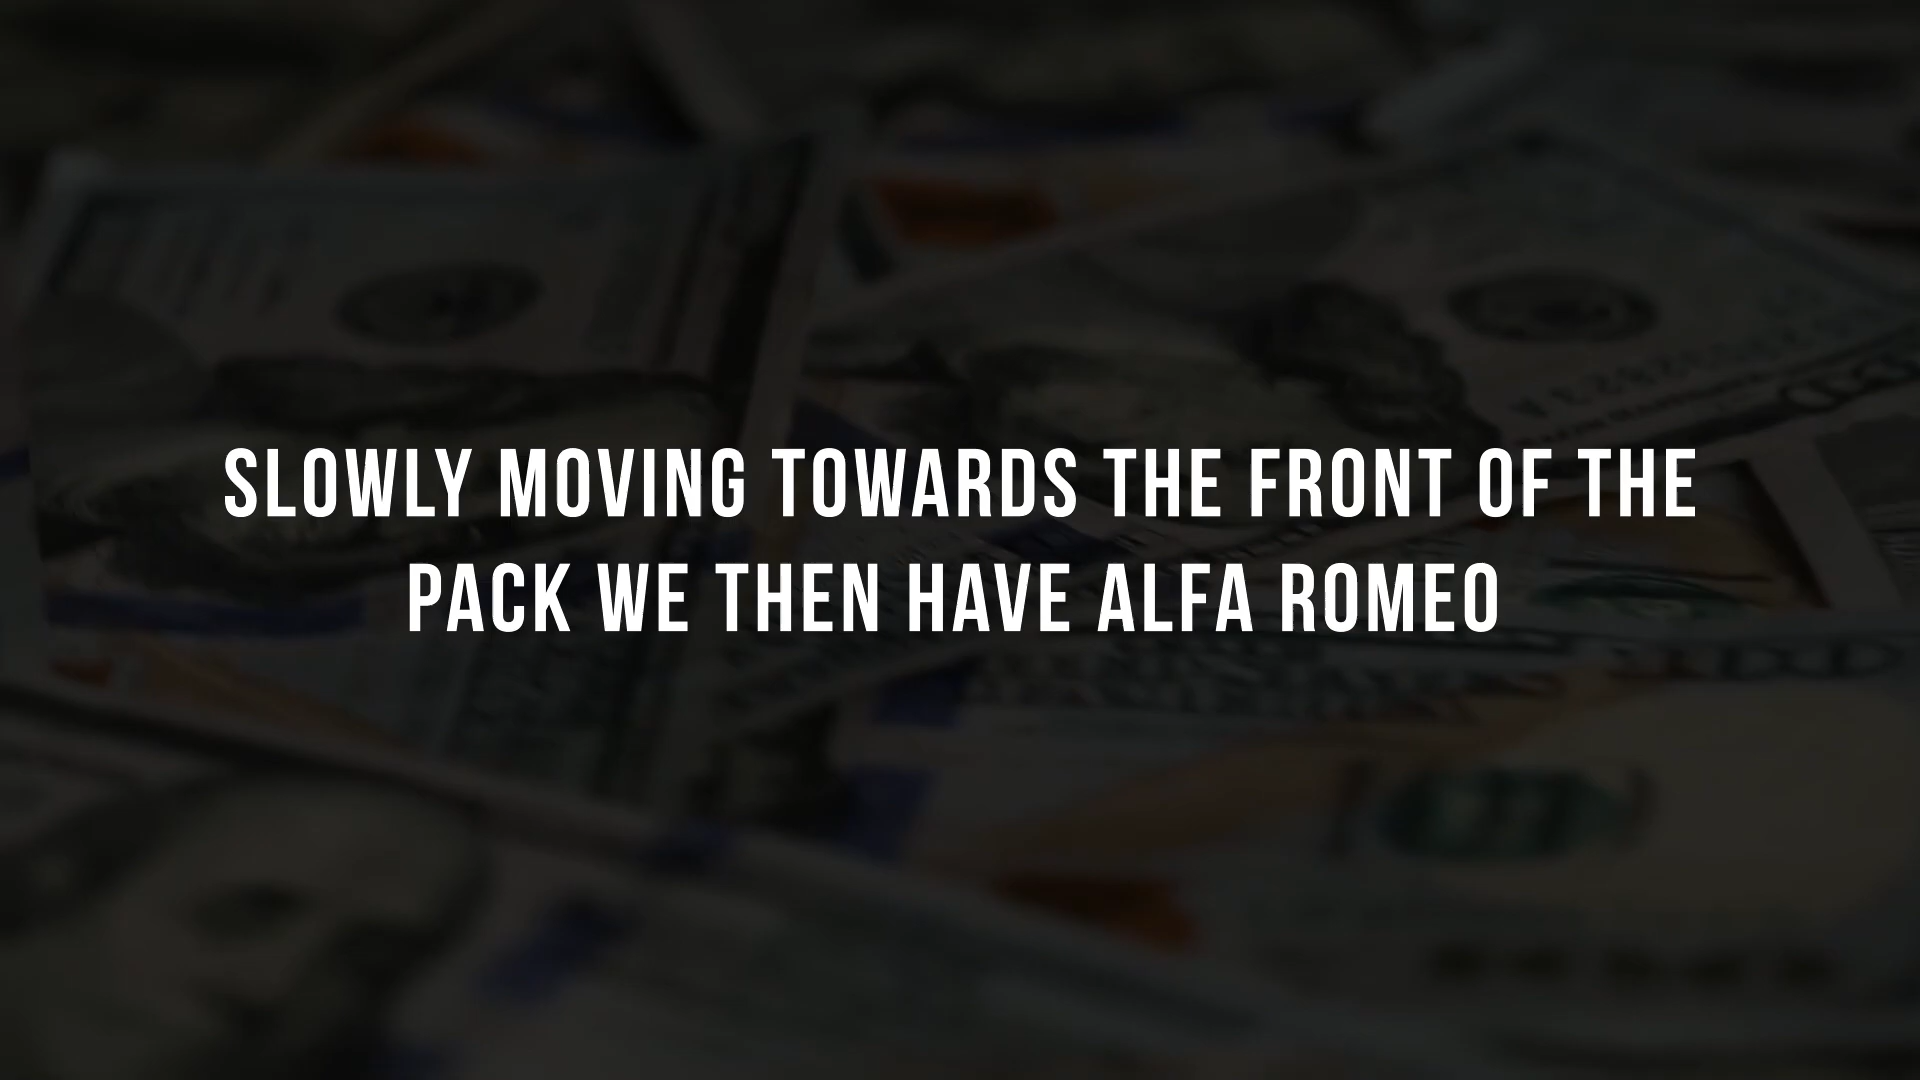 SLOWLY MOVING TOWARDS THE FRONT OF THE
PACK WE THEN HAVE ALFA ROMEO